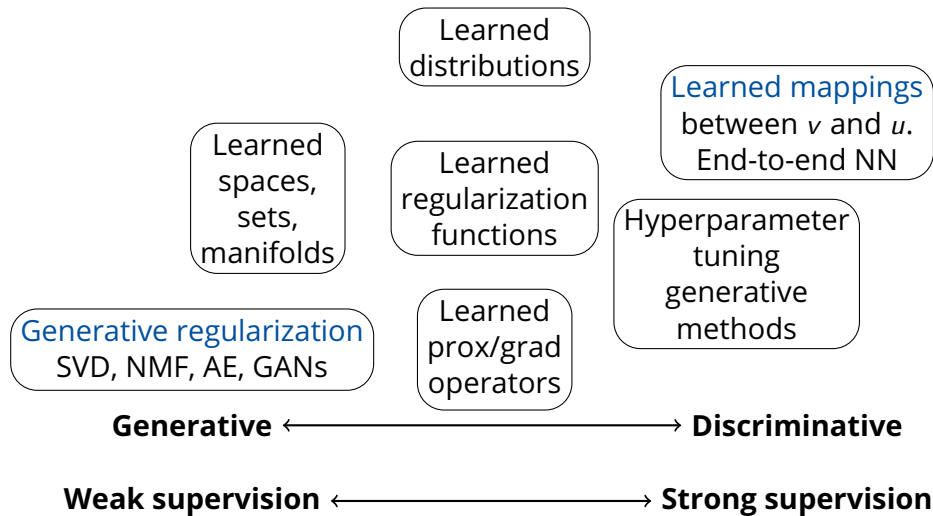 Learned
distributions
Learned mappings
between v and u.
End-to-end NN
Learned
spaces,
sets,
manifolds
Learned
regularization
functions
Hyperparameter
tuning
generative
methods
Generative regularization
SVD, NMF, AE, GANs
Learned
prox/grad
operators
Generative
Discriminative
Weak supervision
Strong supervision